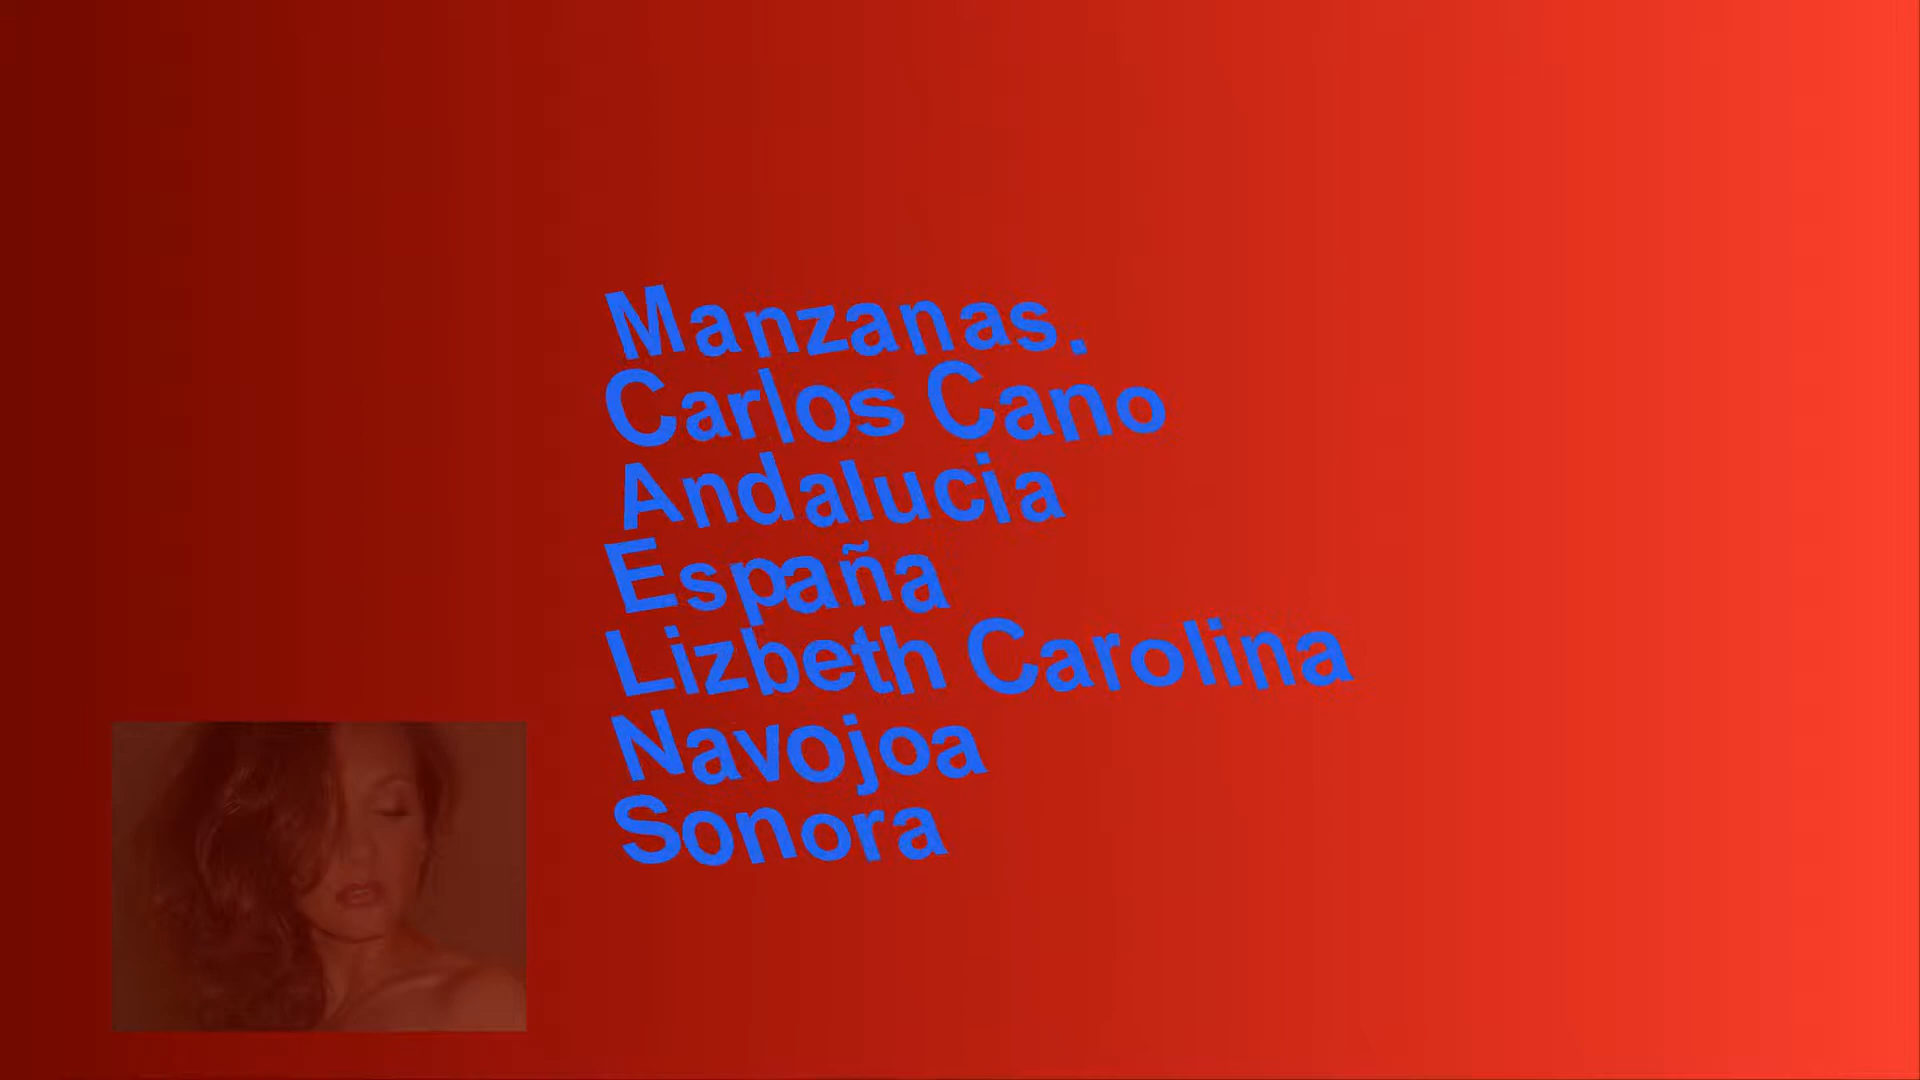 Manzanas.
Carlos Cano
Andalucia
España
Lizbeth Carolina
Navojoa
Sonora